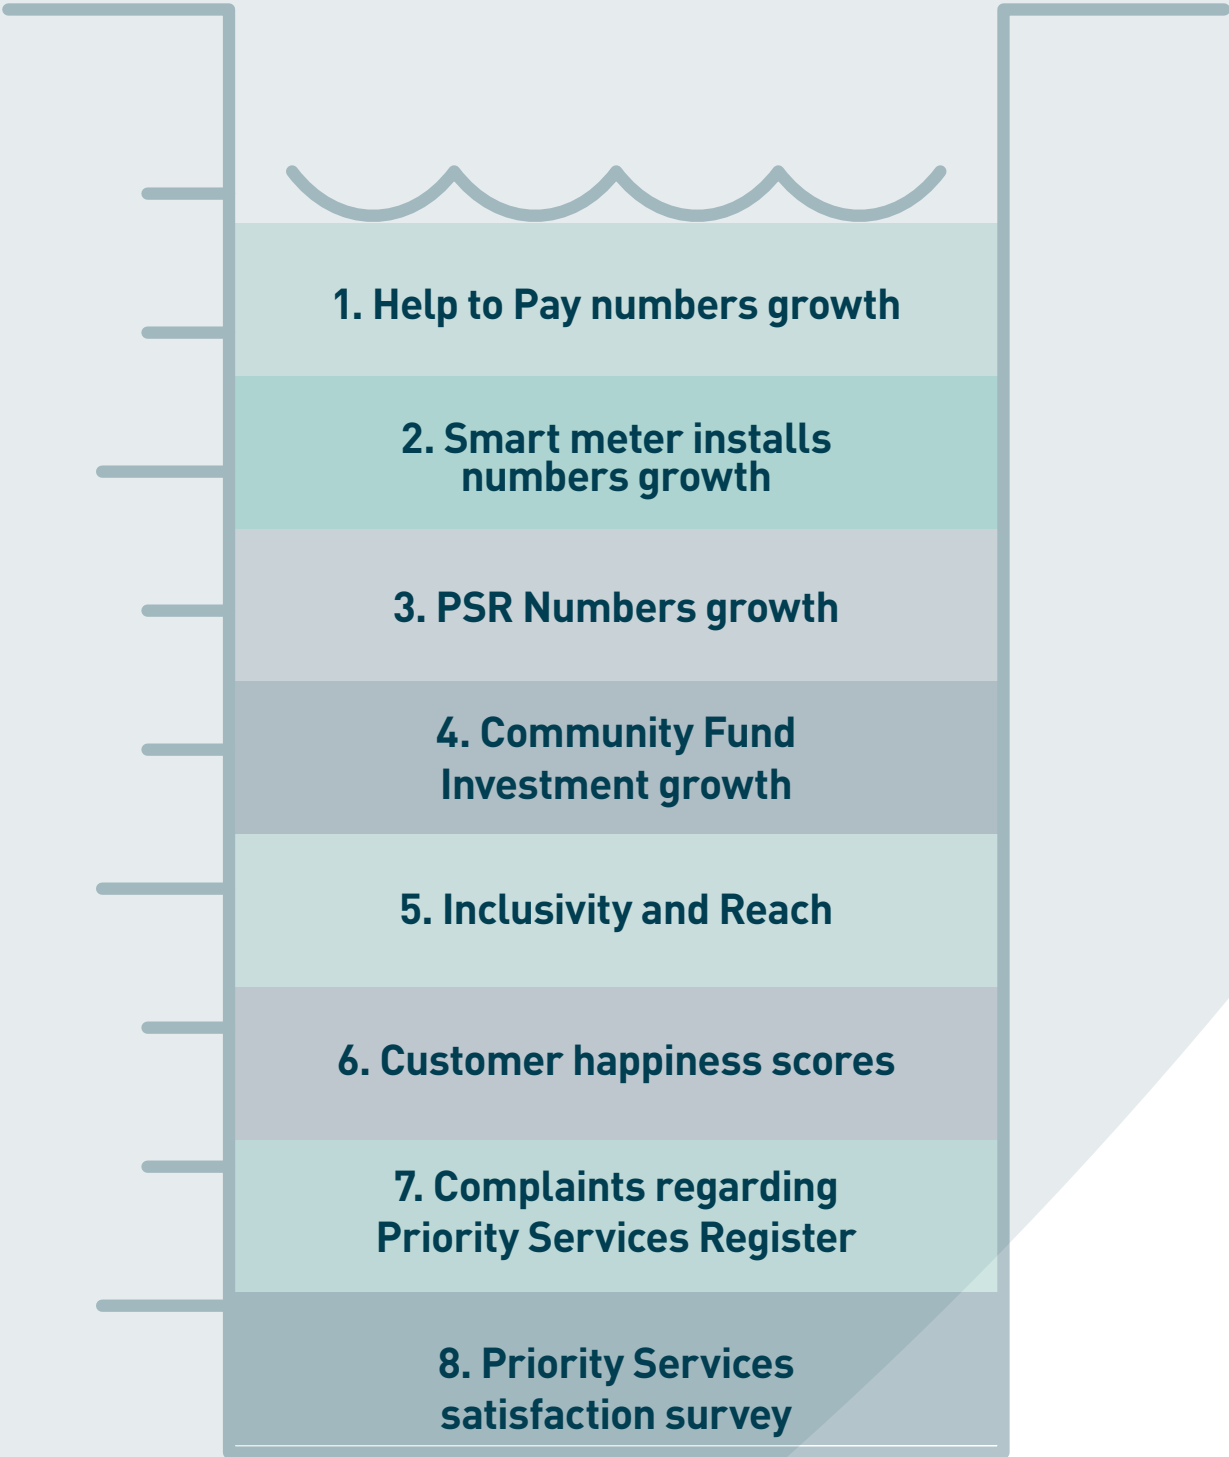 1. Help to Pay numbers growth
2. Smart meter installs
numbers growth
3. PSR Numbers growth
4. Community Fund
Investment growth
5. Inclusivity and Reach
6. Customer happiness scores
7. Complaints regarding
Priority Services Register
8. Priority Services
satisfaction survey